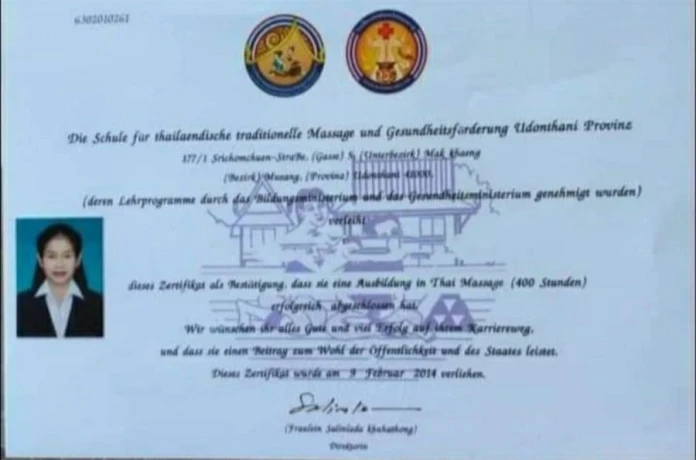 6302010261
Die Schule für thailaendische traditionelle Massage und Gesundheitsförderung Udonthani Provinz
177/1 Srichomchuen-Straße, (Gasse) 5, (Unterbezirk) Mak khaeng
(Bezirk) Mueang, (Provinz) Udonthani 41000,
(deren Lehrprogramme durch das Bildungsministerium und das Gesundheitsministerium genehmigt wurden)
verleiht
dieses Zertifikat als Bestätigung, dass sie eine Ausbildung in Thai Massage (400 Stunden)
erfolgreich abgeschlossen hat.
Wir wünschen ihr alles Gute und viel Erfolg auf ihrem Karriereweg,
und dass sie einen Beitrag zum Wohl der Öffentlichkeit und des Staates leistet.
Dieses Zertifikat wurde am 9 Februar 2014 verliehen.
(Fraulein Salinlada
Direktorin